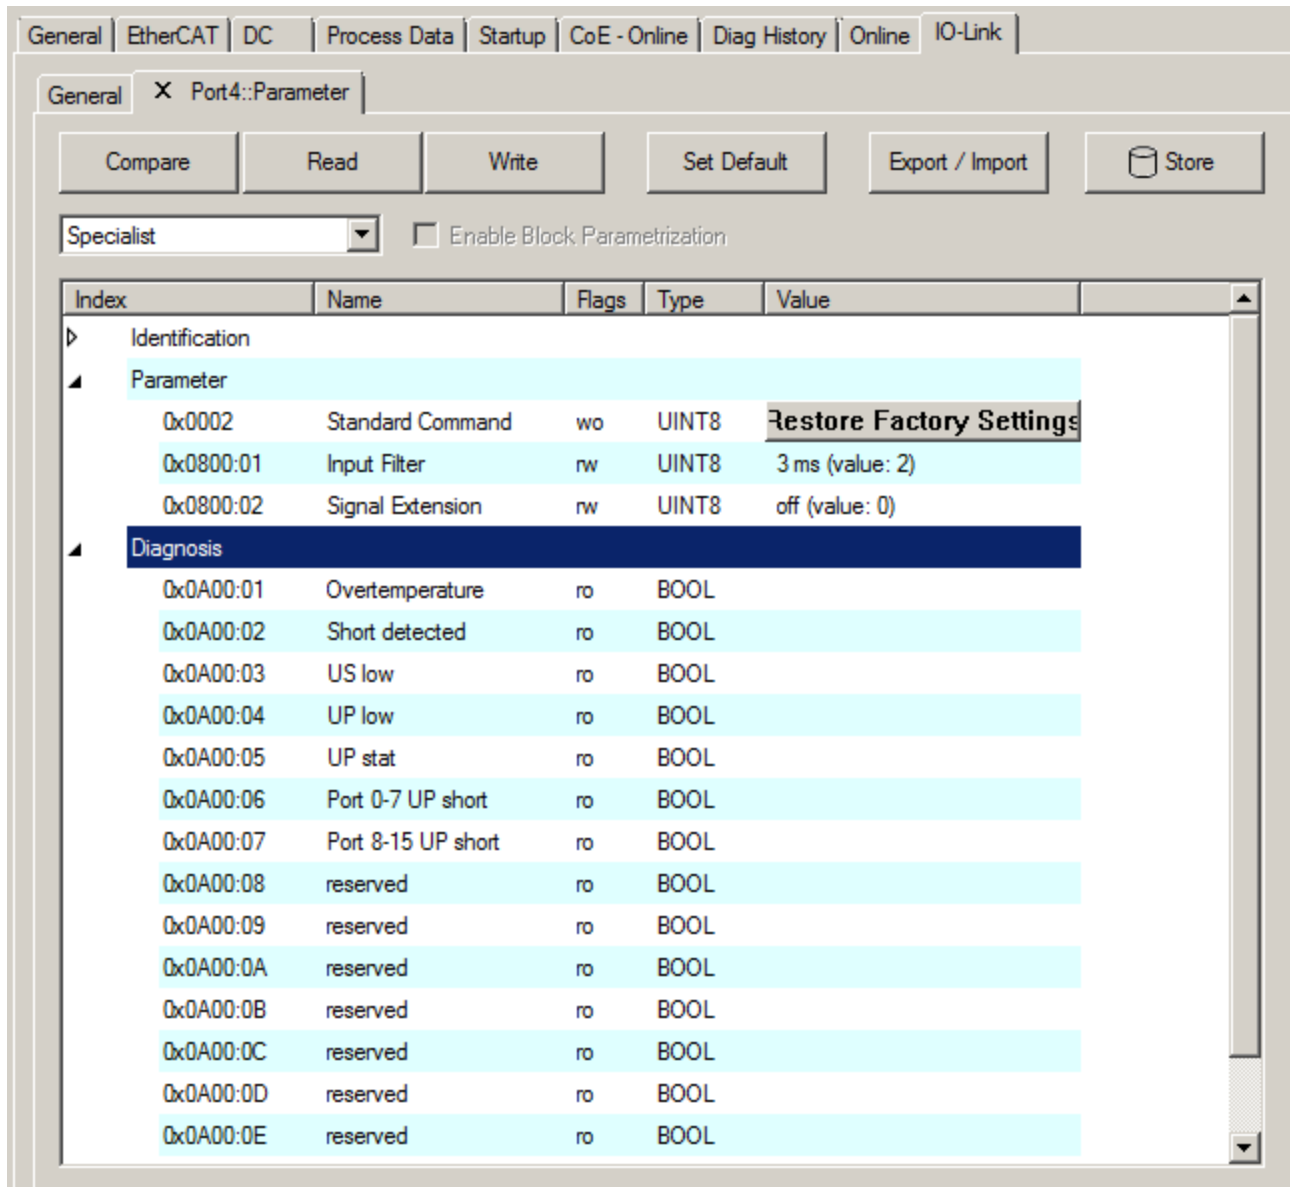 General EtherCAT DC Process Data Startup CoE - Online Diag History Online IO-Link
General X Port4::Parameter
Compare Read Write Set Default Export / Import Store
Specialist Enable Block Parametrization
Index Name Flags Type Value
Identification
Parameter
0x0002 Standard Command wo UINT8 Restore Factory Settings
0x0800:01 Input Filter rw UINT8 3 ms (value: 2)
0x0800:02 Signal Extension rw UINT8 off (value: 0)
Diagnosis
0x0A00:01 Overtemperature ro BOOL
0x0A00:02 Short detected ro BOOL
0x0A00:03 US low ro BOOL
0x0A00:04 UP low ro BOOL
0x0A00:05 UP stat ro BOOL
0x0A00:06 Port 0-7 UP short ro BOOL
0x0A00:07 Port 8-15 UP short ro BOOL
0x0A00:08 reserved ro BOOL
0x0A00:09 reserved ro BOOL
0x0A00:0A reserved ro BOOL
0x0A00:0B reserved ro BOOL
0x0A00:0C reserved ro BOOL
0x0A00:0D reserved ro BOOL
0x0A00:0E reserved ro BOOL